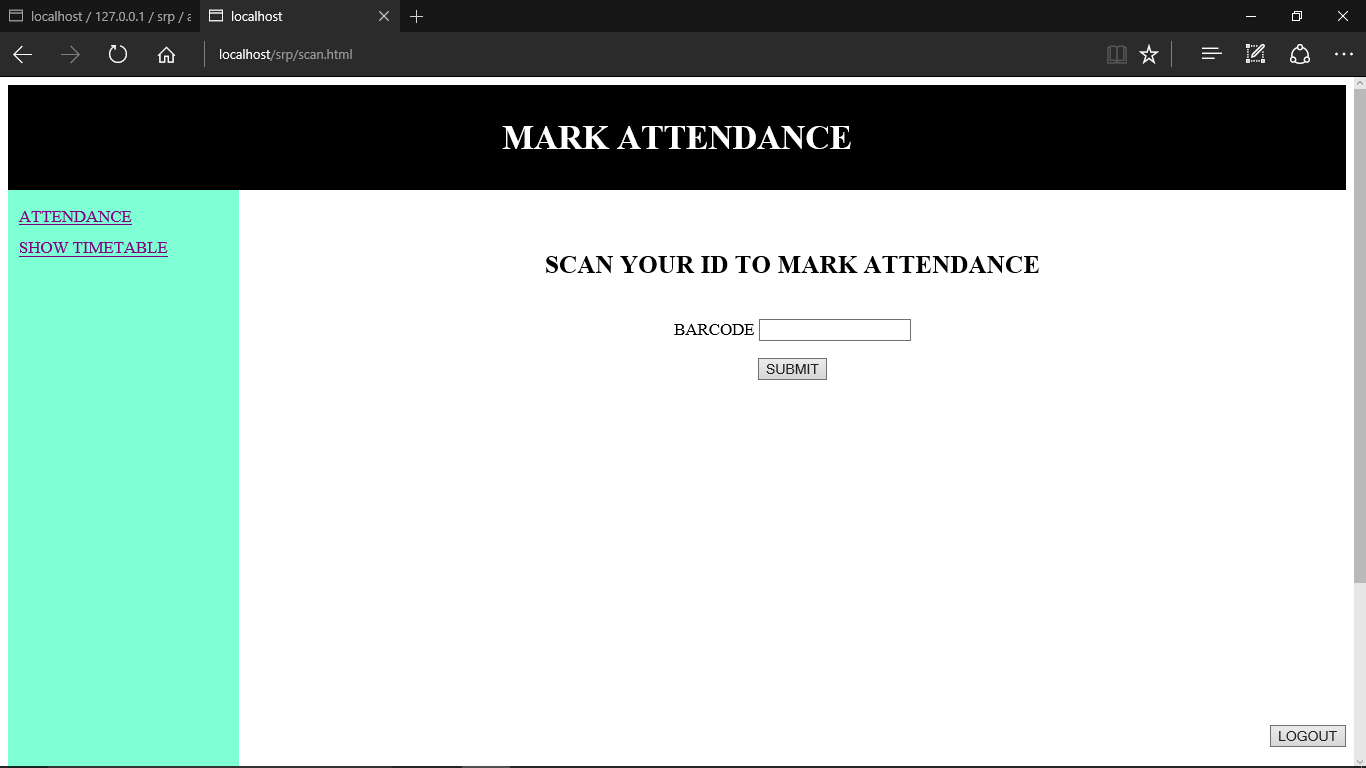 localhost / 127.0.0.1 / srp / a
localhost
localhost/srp/scan.html
MARK ATTENDANCE
ATTENDANCE
SHOW TIMETABLE
SCAN YOUR ID TO MARK ATTENDANCE
BARCODE
SUBMIT
LOGOUT